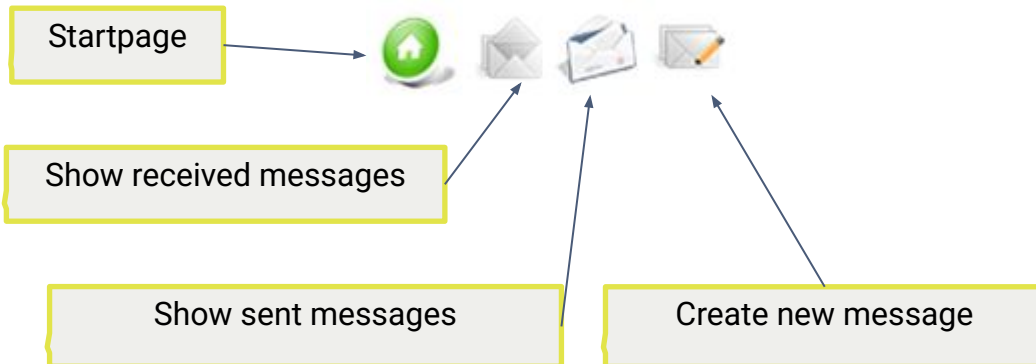 Startpage
Show received messages
Show sent messages
Create new message